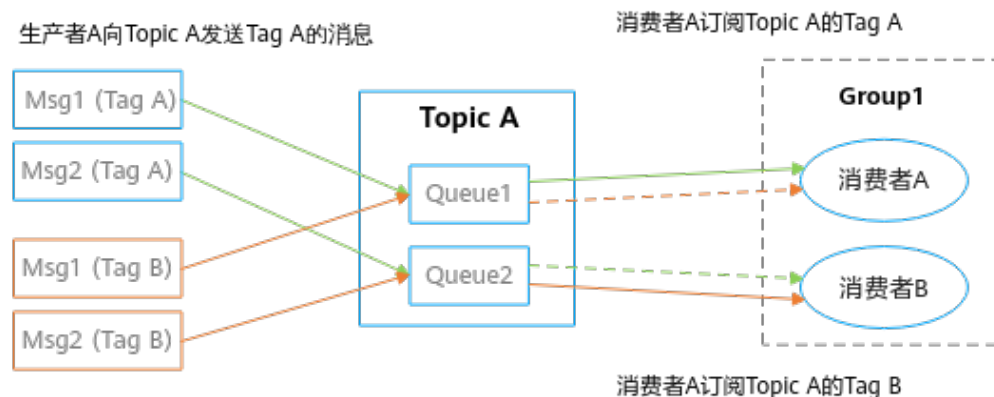 消费者A订阅Topic A的Tag A
生产者A向Topic A发送Tag A的消息
Msg1 (Tag A)
Msg2 (Tag A)
Msg1 (Tag B)
Msg2 (Tag B)
Topic A
Queue1
Queue2
Group1
消费者A
消费者B
消费者A订阅Topic A的Tag B